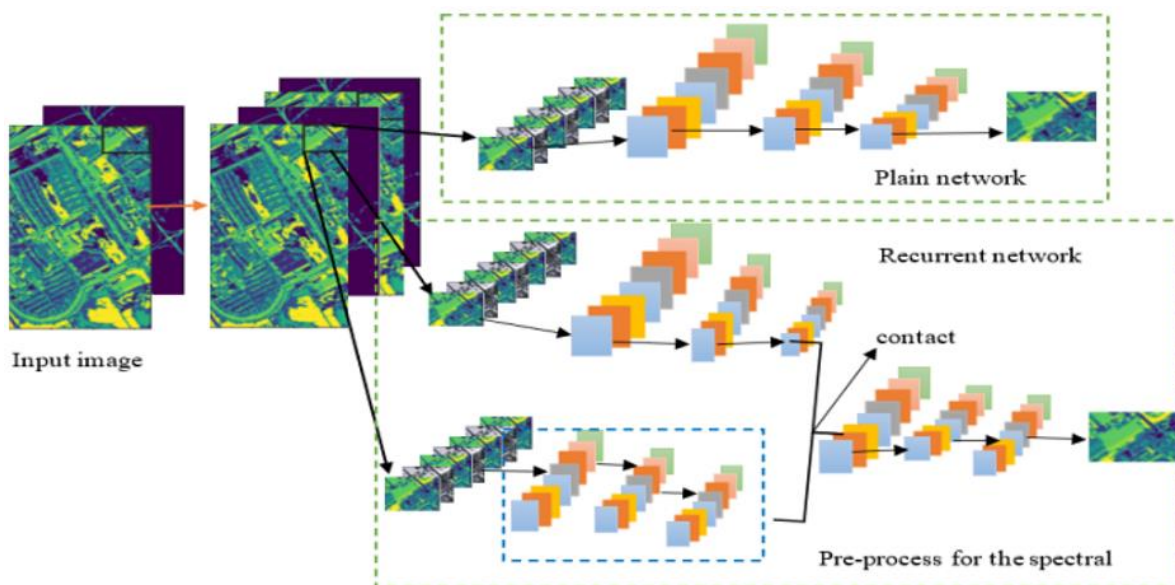 Plain network
Recurrent network
contact
Input image
Pre-process for the spectral